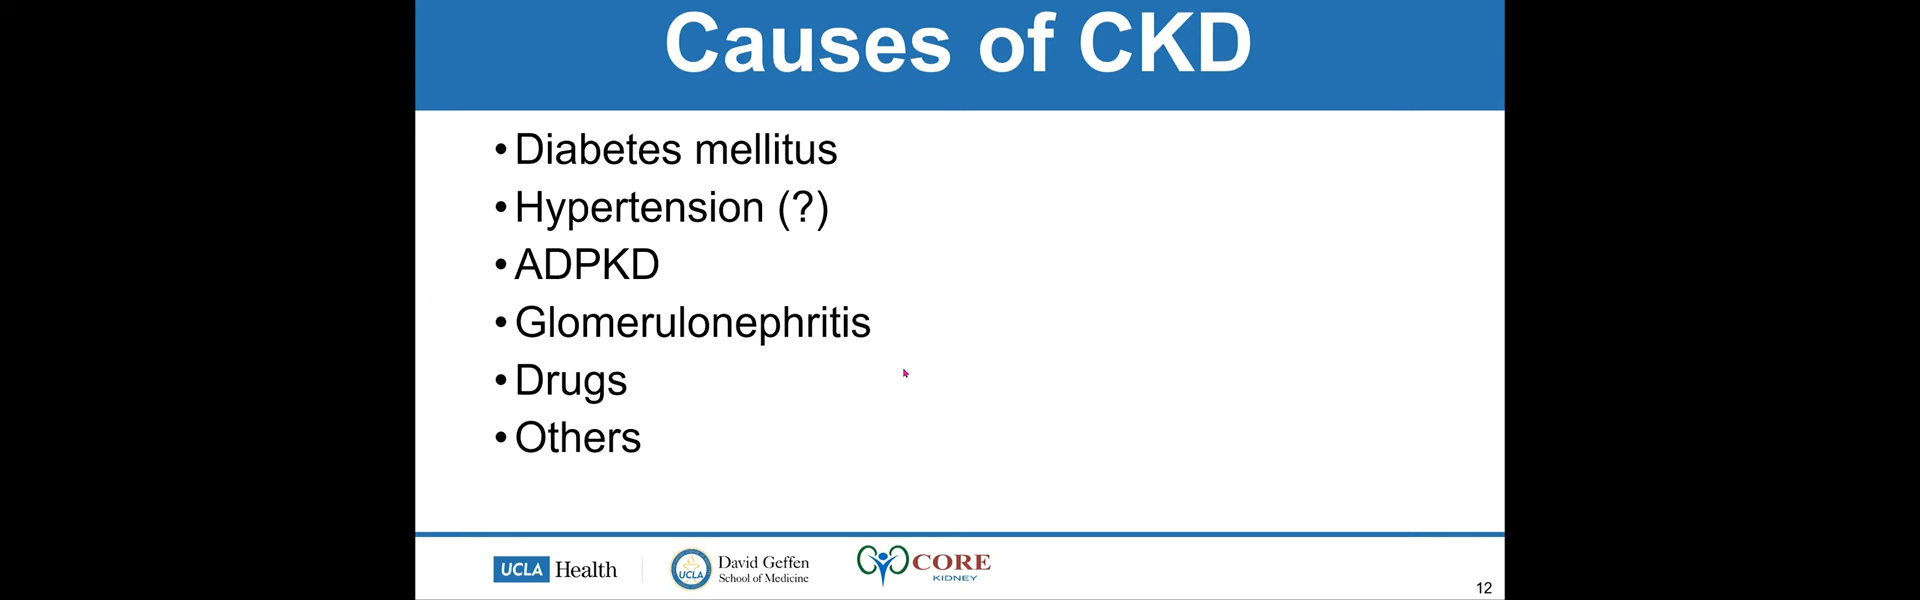 Causes of CKD
•Diabetes mellitus
•Hypertension (?)
•ADPKD
•Glomerulonephritis
•Drugs
•Others
UCLA Health
UCLA
David Geffen
School of Medicine
CORE
KIDNEY
12